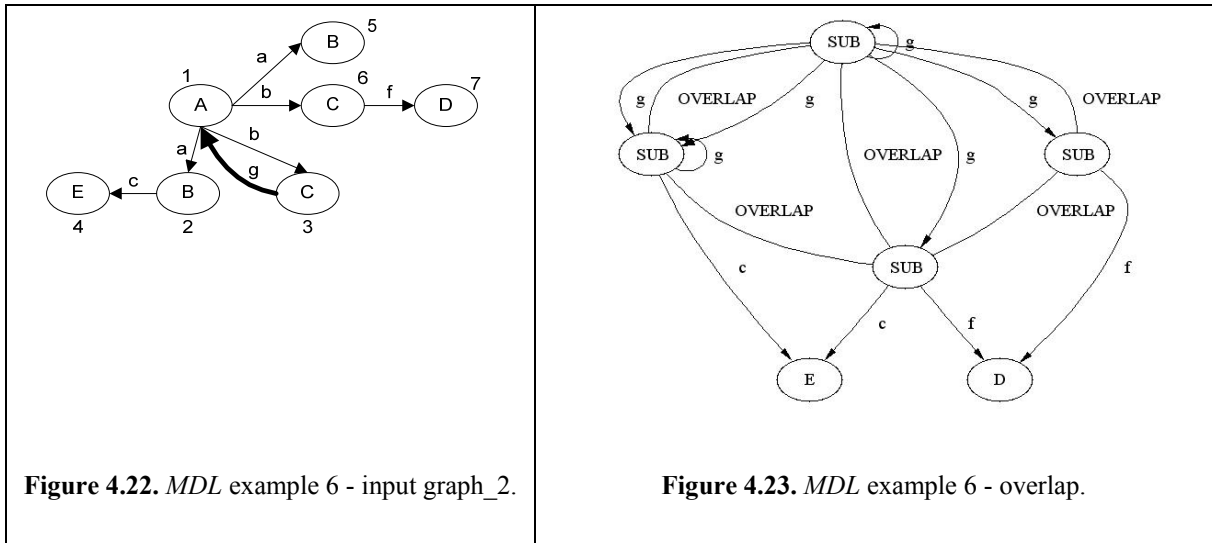 B 5
a
1 6 7
A b C f D
a b
g
E c B C
4 2 3
Figure 4.22. MDL example 6 - input graph_2.
SUB g
g OVERLAP g g OVERLAP
SUB g OVERLAP g SUB
OVERLAP OVERLAP
SUB
c f
c f
E D
Figure 4.23. MDL example 6 - overlap.